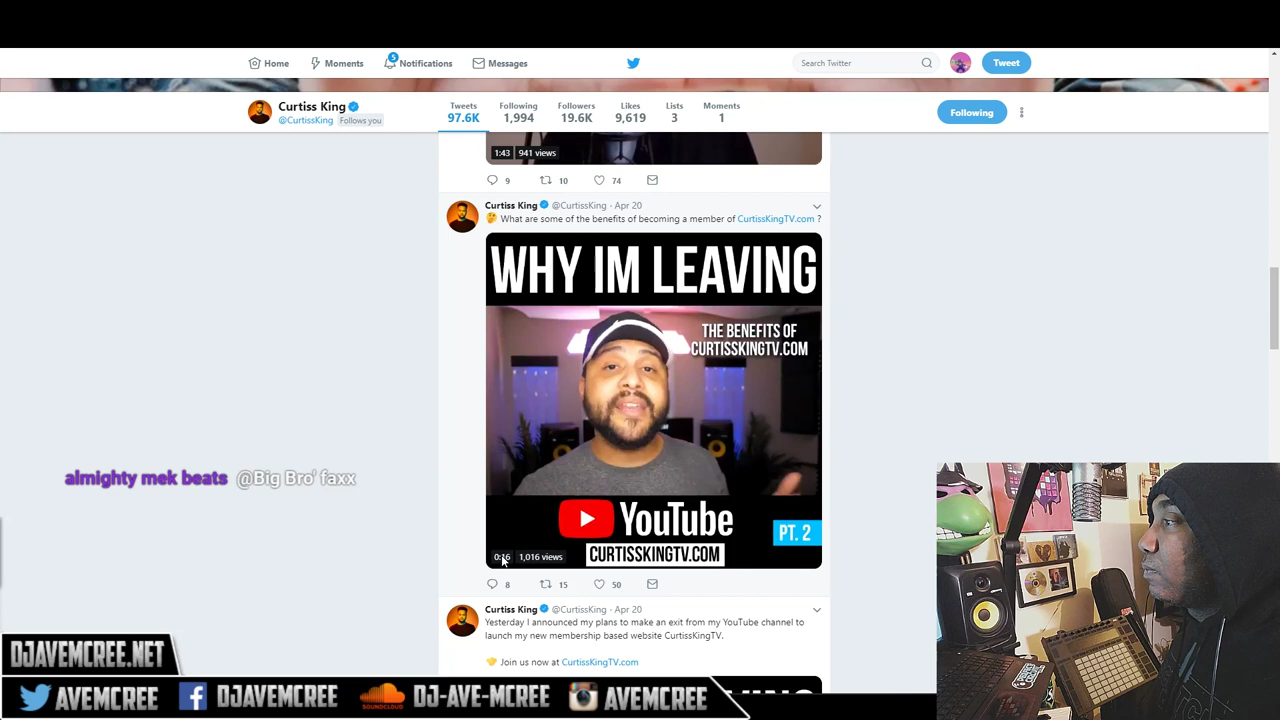 Home Moments 5 Notifications Messages Search Twitter Tweet
Curtiss King
@CurtissKing Follows you
Tweets Following Followers Likes Lists Moments
97.6K 1,994 19.6K 9,619 3 1
Following
1:43 941 views
9 10 74
Curtiss King @CurtissKing · Apr 20
What are some of the benefits of becoming a member of CurtissKingTV.com ?
WHY IM LEAVING
THE BENEFITS OF
CURTISSKINGTV.COM
YouTube
PT. 2
CURTISSKINGTV.COM
0:16 1,016 views
8 15 50
Curtiss King @CurtissKing · Apr 20
Yesterday I announced my plans to make an exit from my YouTube channel to
launch my new membership based website CurtissKingTV.
Join us now at CurtissKingTV.com
almighty mek beats @Big Bro' faxx
DJAVEMCREE.NET
AVEMCREE DJAVEMCREE DJ-AVE-MCREE AVEMCREE